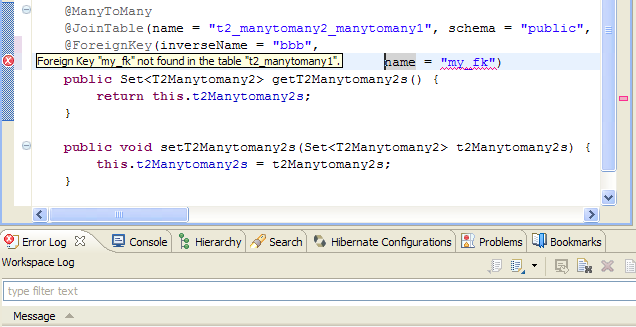 @ManyToMany
@JoinTable(name = "t2_manytomany2_manytomany1", schema = "public",
@ForeignKey(inverseName = "bbb",
Foreign Key "my_fk" not found in the table "t2_manytomany1". name = "my_fk")
public Set<T2Manytomany2> getT2Manytomany2s() {
return this.t2Manytomany2s;
}
public void setT2Manytomany2s(Set<T2Manytomany2> t2Manytomany2s) {
this.t2Manytomany2s = t2Manytomany2s;
}
Error Log Console Hierarchy Search Hibernate Configurations Problems Bookmarks
Workspace Log
type filter text
Message